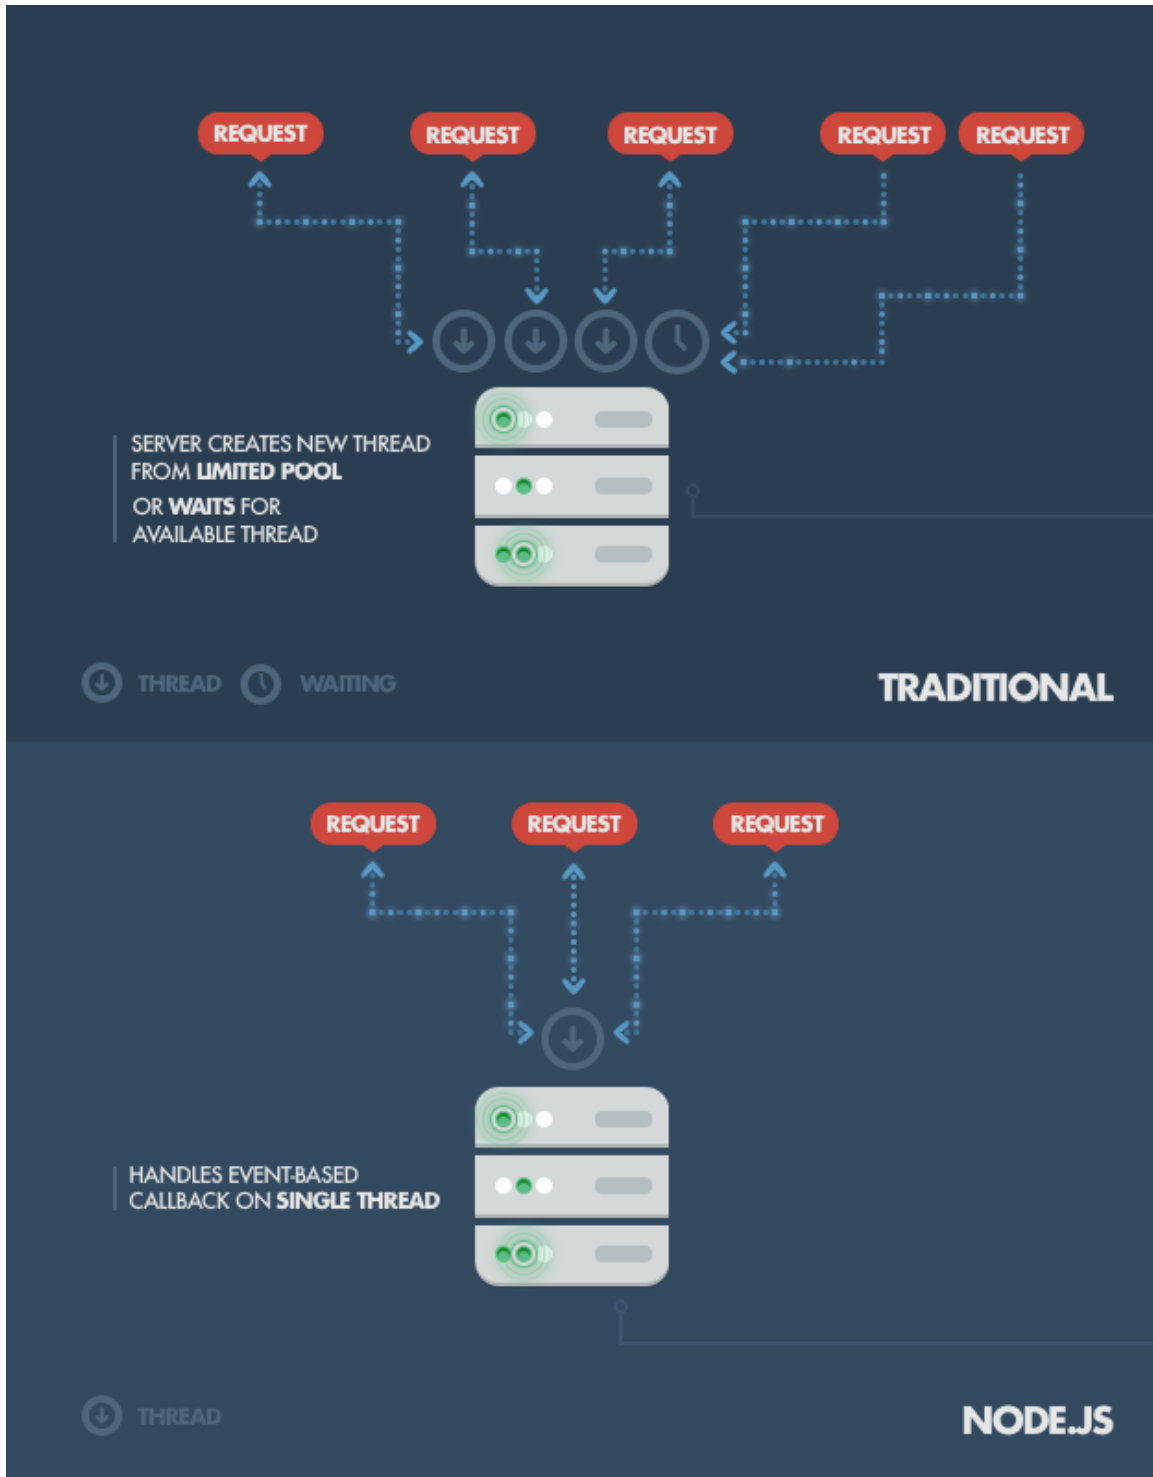 REQUEST
REQUEST
REQUEST
REQUEST
REQUEST
SERVER CREATES NEW THREAD
FROM LIMITED POOL
OR WAITS FOR
AVAILABLE THREAD
THREAD
WAITING
TRADITIONAL
REQUEST
REQUEST
REQUEST
HANDLES EVENT-BASED
CALLBACK ON SINGLE THREAD
THREAD
NODE.JS